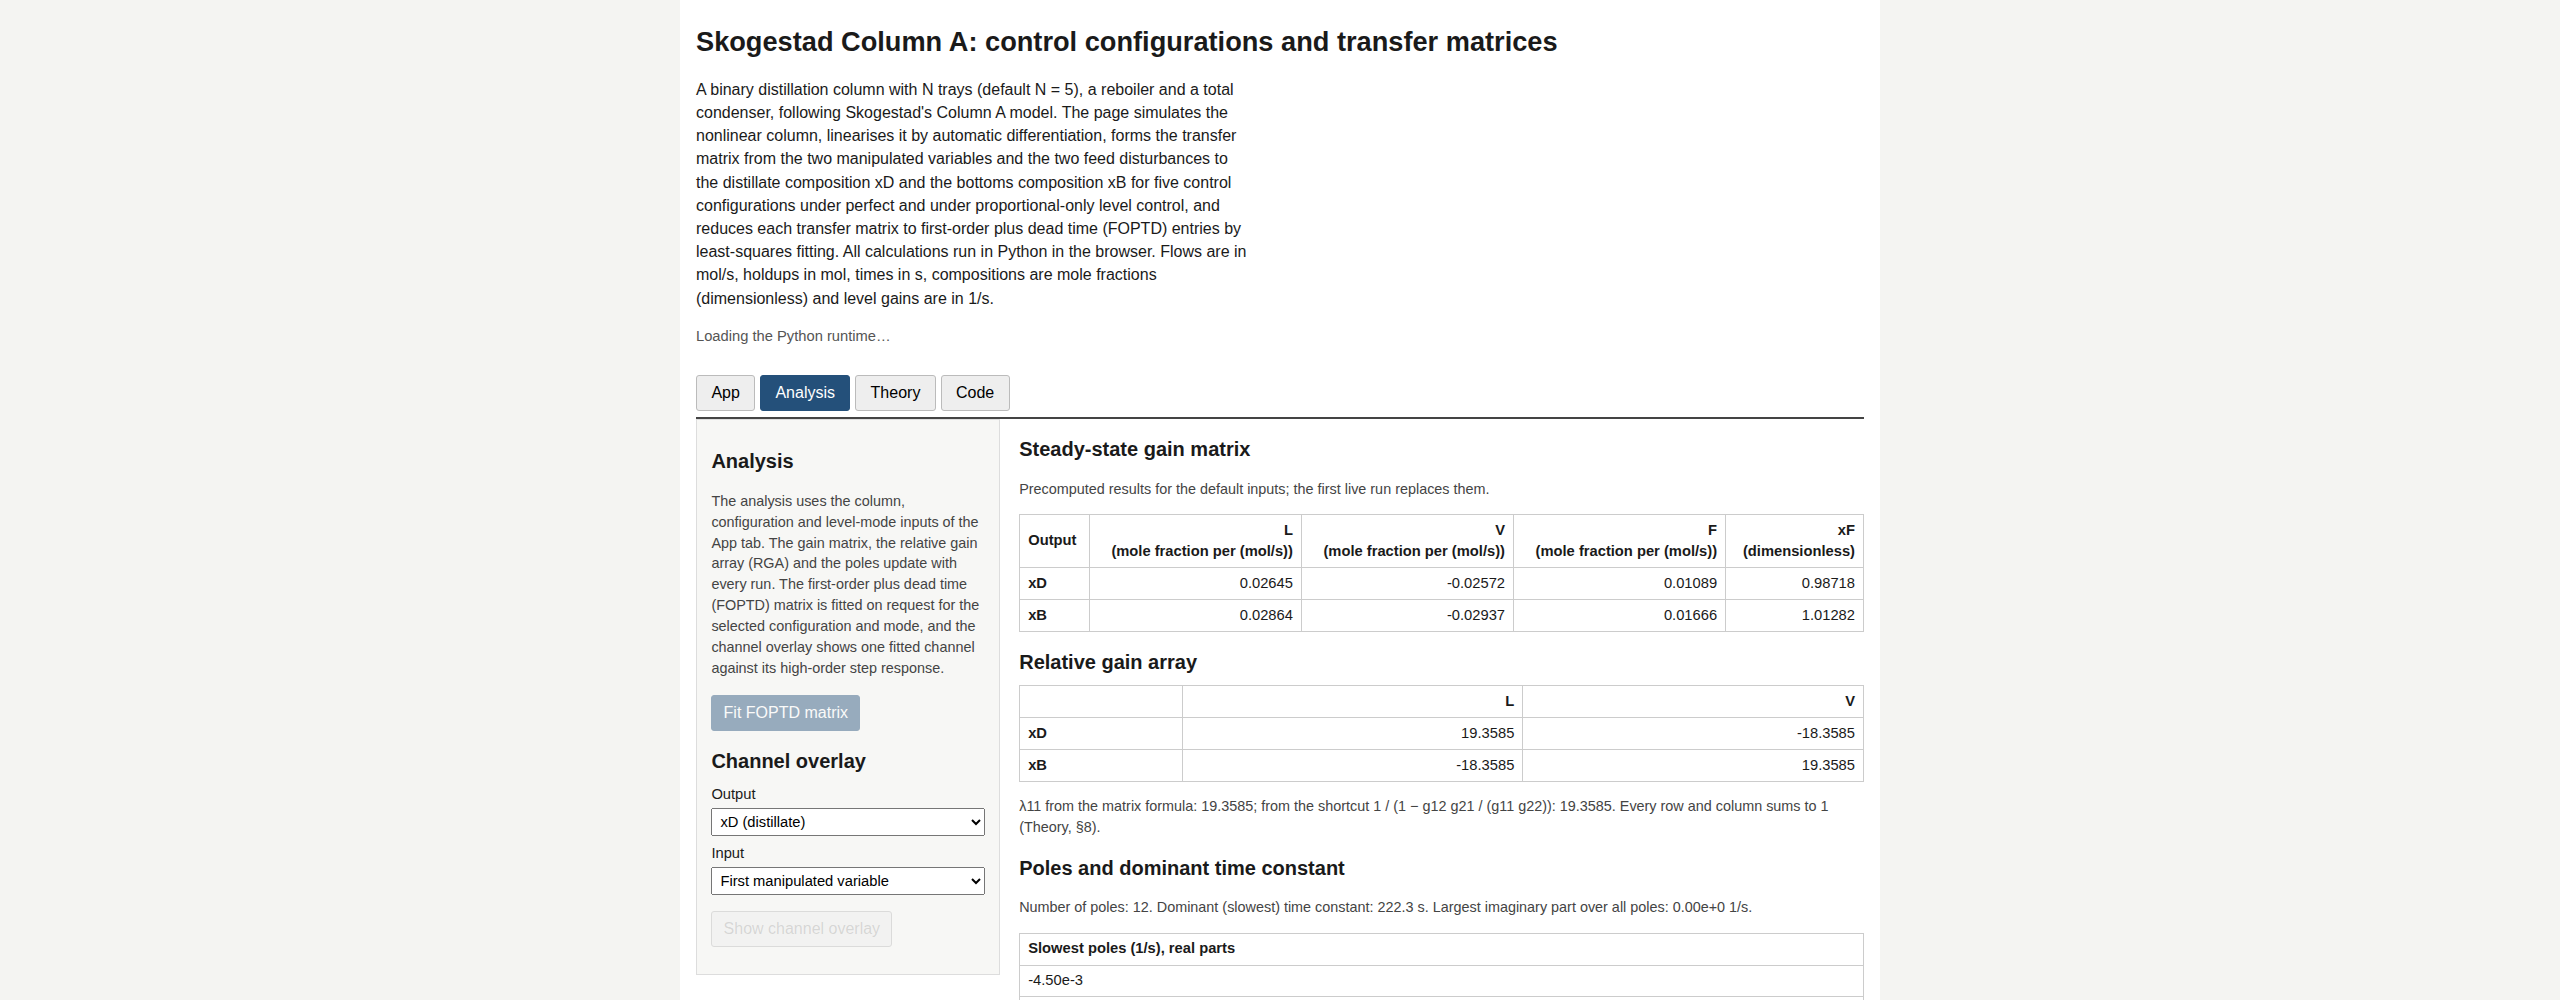 Skogestad Column A: control configurations and transfer matrices
A binary distillation column with N trays (default N = 5), a reboiler and a total
condenser, following Skogestad's Column A model. The page simulates the
nonlinear column, linearises it by automatic differentiation, forms the transfer
matrix from the two manipulated variables and the two feed disturbances to
the distillate composition xD and the bottoms composition xB for five control
configurations under perfect and under proportional-only level control, and
reduces each transfer matrix to first-order plus dead time (FOPTD) entries by
least-squares fitting. All calculations run in Python in the browser. Flows are in
mol/s, holdups in mol, times in s, compositions are mole fractions
(dimensionless) and level gains are in 1/s.
Loading the Python runtime…
App Analysis Theory Code
Analysis
The analysis uses the column,
configuration and level-mode inputs of the
App tab. The gain matrix, the relative gain
array (RGA) and the poles update with
every run. The first-order plus dead time
(FOPTD) matrix is fitted on request for the
selected configuration and mode, and the
channel overlay shows one fitted channel
against its high-order step response.
Fit FOPTD matrix
Channel overlay
Output
xD (distillate)
Input
First manipulated variable
Show channel overlay
Steady-state gain matrix
Precomputed results for the default inputs; the first live run replaces them.
Output L (mole fraction per (mol/s)) V (mole fraction per (mol/s)) F (mole fraction per (mol/s)) xF (dimensionless)
xD 0.02645 -0.02572 0.01089 0.98718
xB 0.02864 -0.02937 0.01666 1.01282
Relative gain array
L V
xD 19.3585 -18.3585
xB -18.3585 19.3585
λ11 from the matrix formula: 19.3585; from the shortcut 1 / (1 − g12 g21 / (g11 g22)): 19.3585. Every row and column sums to 1
(Theory, §8).
Poles and dominant time constant
Number of poles: 12. Dominant (slowest) time constant: 222.3 s. Largest imaginary part over all poles: 0.00e+0 1/s.
Slowest poles (1/s), real parts
-4.50e-3